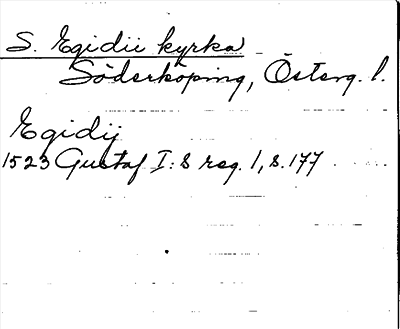 S. Egidii kyrka
Söderköping, Österg. l.
Egidij
1523 Gustaf I:s reg. 1, s. 177